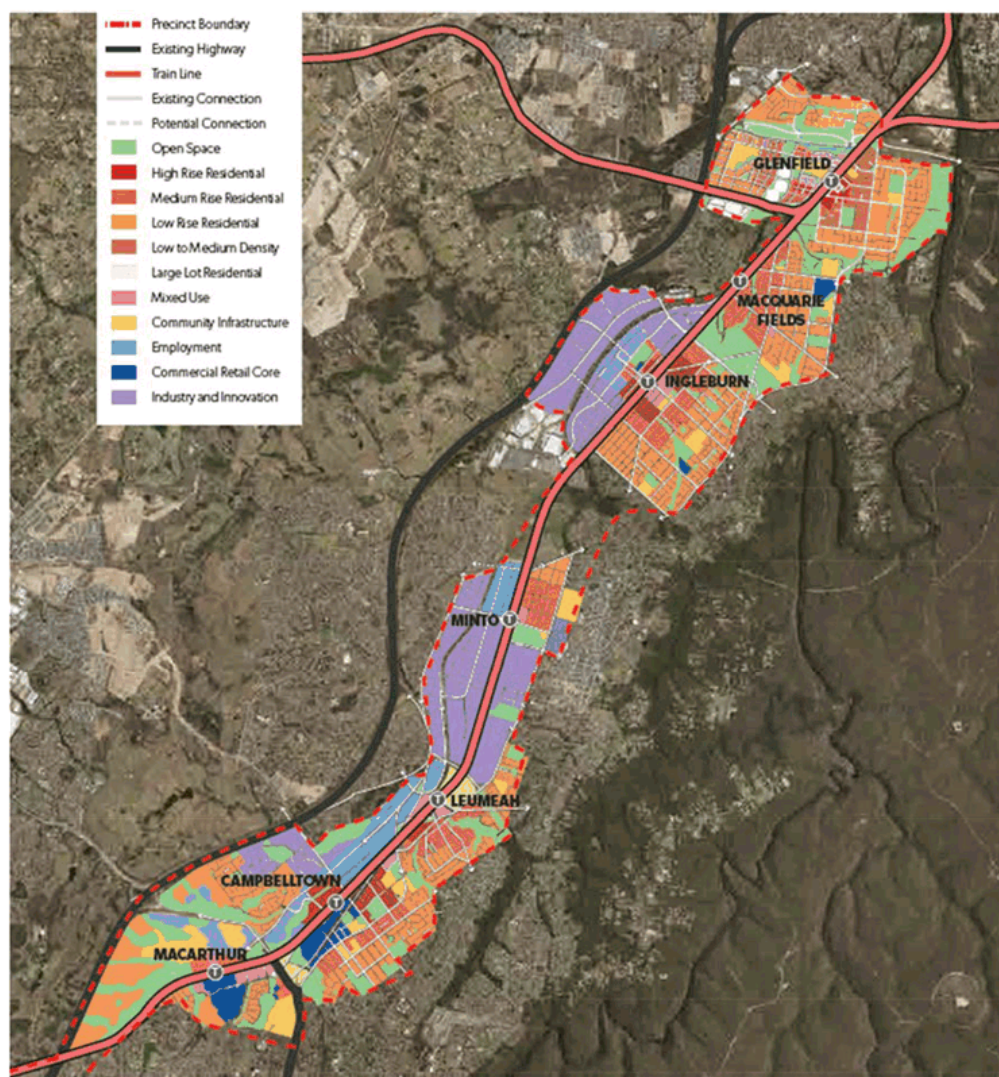 Precinct Boundary
Existing Highway
Train Line
Existing Connection
Potential Connection
Open Space
High Rise Residential
Medium Rise Residential
Low Rise Residential
Low to Medium Density
Large Lot Residential
Mixed Use
Community Infrastructure
Employment
Commercial Retail Core
Industry and Innovation
GLENFIELD
T
T
MACQUARIE
FIELDS
T
INGLEBURN
MINTO
T
T
LEUMEAH
CAMPBELLTOWN
T
MACARTHUR
T